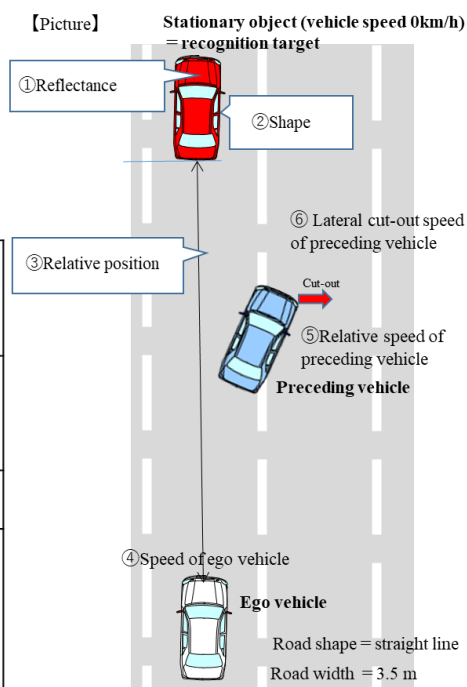 【Picture】
Stationary object (vehicle speed 0km/h)
= recognition target
①Reflectance
②Shape
⑥ Lateral cut-out speed
of preceding vehicle
③Relative position
Cut-out
⑤Relative speed of
preceding vehicle
Preceding vehicle
④Speed of ego vehicle
Ego vehicle
Road shape = straight line
Road width = 3.5 m